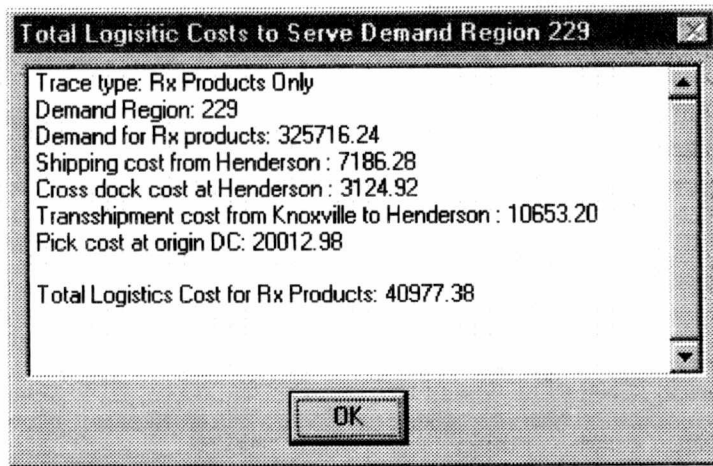 Total Logisitic Costs to Serve Demand Region 229
Trace type: Rx Products Only
Demand Region: 229
Demand for Rx products: 325716.24
Shipping cost from Henderson : 7186.28
Cross dock cost at Henderson : 3124.92
Transshipment cost from Knoxville to Henderson : 10653.20
Pick cost at origin DC: 20012.98
Total Logistics Cost for Rx Products: 40977.38
OK